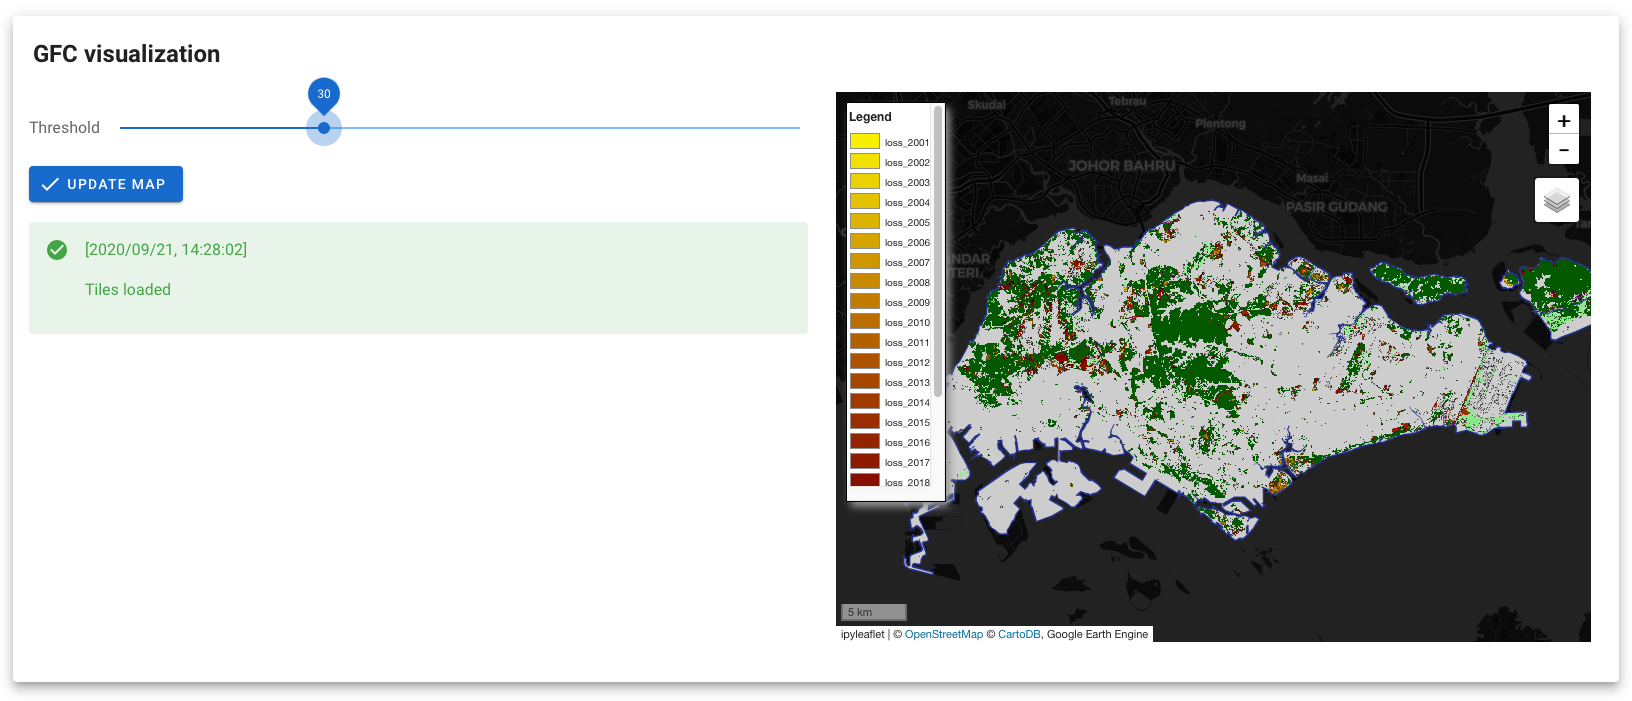 GFC visualization
30
Threshold
UPDATE MAP
[2020/09/21, 14:28:02]
Tiles loaded
Legend
loss_2001
loss_2002
loss_2003
loss_2004
loss_2005
loss_2006
loss_2007
loss_2008
loss_2009
loss_2010
loss_2011
loss_2012
loss_2013
loss_2014
loss_2015
loss_2016
loss_2017
loss_2018
Skudai
Tebrau
Plentong
JOHOR BAHRU
Masai
PASIR GUDANG
+
−
5 km
ipyleaflet | © OpenStreetMap © CartoDB, Google Earth Engine